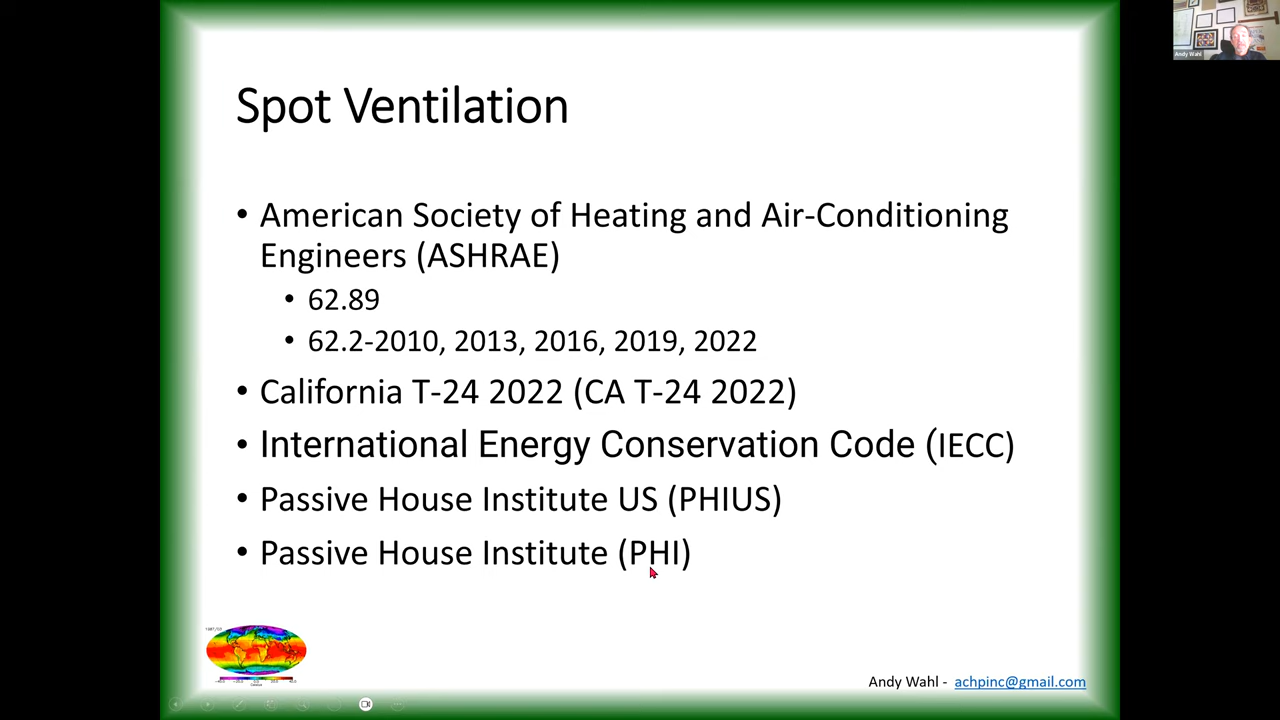 Andy Wahl
Spot Ventilation
• American Society of Heating and Air-Conditioning
Engineers (ASHRAE)
• 62.89
• 62.2-2010, 2013, 2016, 2019, 2022
• California T-24 2022 (CA T-24 2022)
• International Energy Conservation Code (IECC)
• Passive House Institute US (PHIUS)
• Passive House Institute (PHI)
Andy Wahl - achpinc@gmail.com